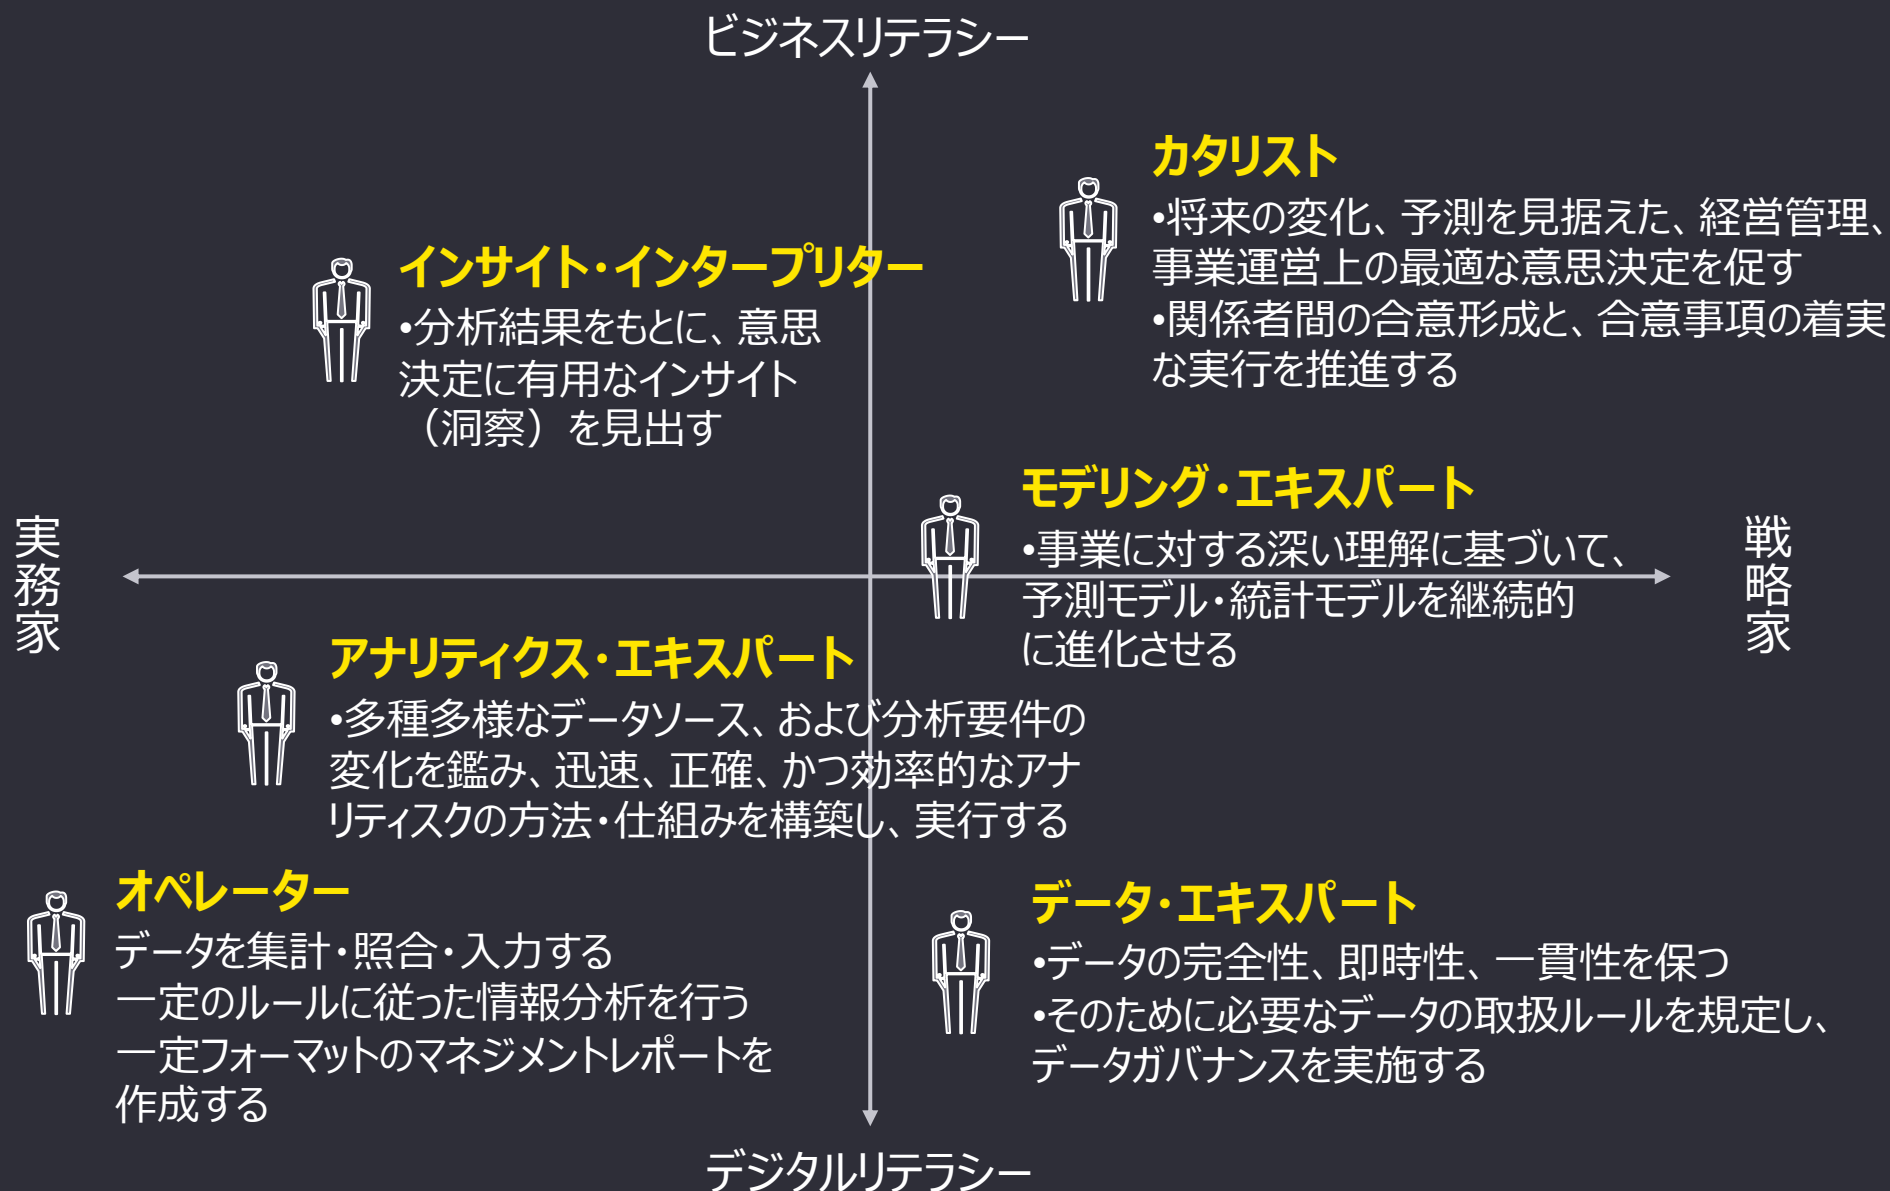 ビジネスリテラシー
カタリスト
•将来の変化、予測を見据えた、経営管理、
事業運営上の最適な意思決定を促す
•関係者間の合意形成と、合意事項の着実
な実行を推進する
インサイト・インタープリター
•分析結果をもとに、意思
決定に有用なインサイト
（洞察）を見出す
モデリング・エキスパート
•事業に対する深い理解に基づいて、
予測モデル・統計モデルを継続的
に進化させる
実務家
戦略家
アナリティクス・エキスパート
•多種多様なデータソース、および分析要件の
変化を鑑み、迅速、正確、かつ効率的なアナ
リティスクの方法・仕組みを構築し、実行する
オペレーター
データを集計・照合・入力する
一定のルールに従った情報分析を行う
一定フォーマットのマネジメントレポートを
作成する
データ・エキスパート
•データの完全性、即時性、一貫性を保つ
•そのために必要なデータの取扱ルールを規定し、
データガバナンスを実施する
デジタルリテラシー